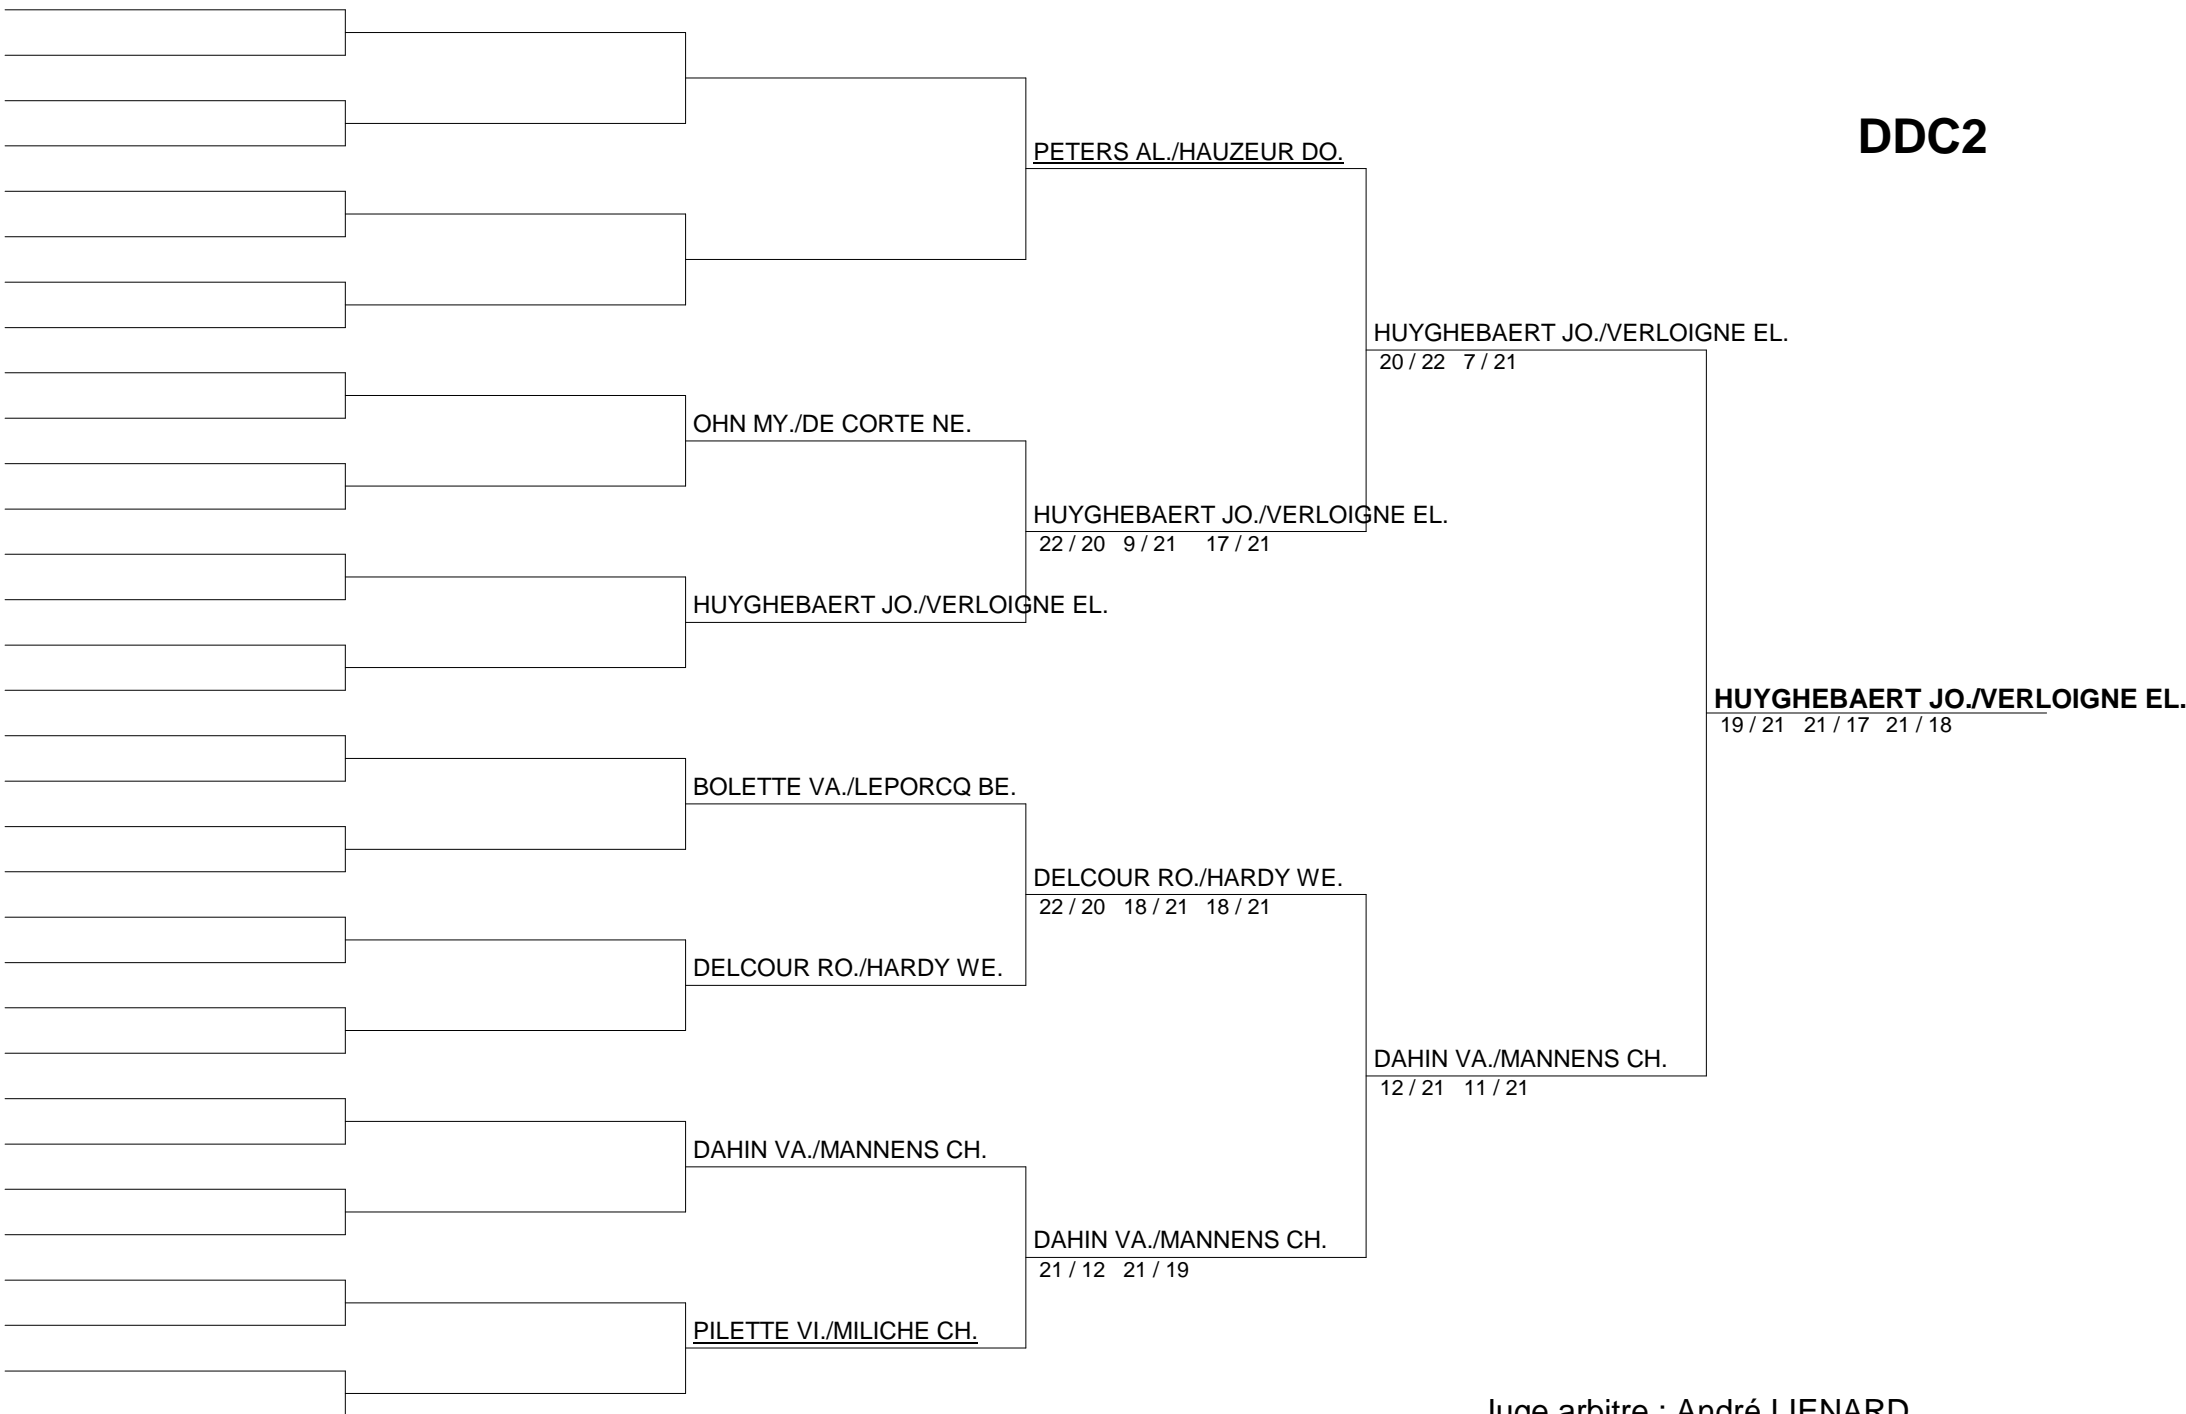 DDC2
PETERS AL./HAUZEUR DO.
HUYGHEBAERT JO./VERLOIGNE EL.
20 / 22 7 / 21
OHN MY./DE CORTE NE.
HUYGHEBAERT JO./VERLOIGNE EL.
22 / 20 9 / 21 17 / 21
HUYGHEBAERT JO./VERLOIGNE EL.
HUYGHEBAERT JO./VERLOIGNE EL.
19 / 21 21 / 17 21 / 18
BOLETTE VA./LEPORCQ BE.
DELCOUR RO./HARDY WE.
22 / 20 18 / 21 18 / 21
DELCOUR RO./HARDY WE.
DAHIN VA./MANNENS CH.
12 / 21 11 / 21
DAHIN VA./MANNENS CH.
DAHIN VA./MANNENS CH.
21 / 12 21 / 19
PILETTE VI./MILICHE CH.
Juge arbitre : André LIENARD